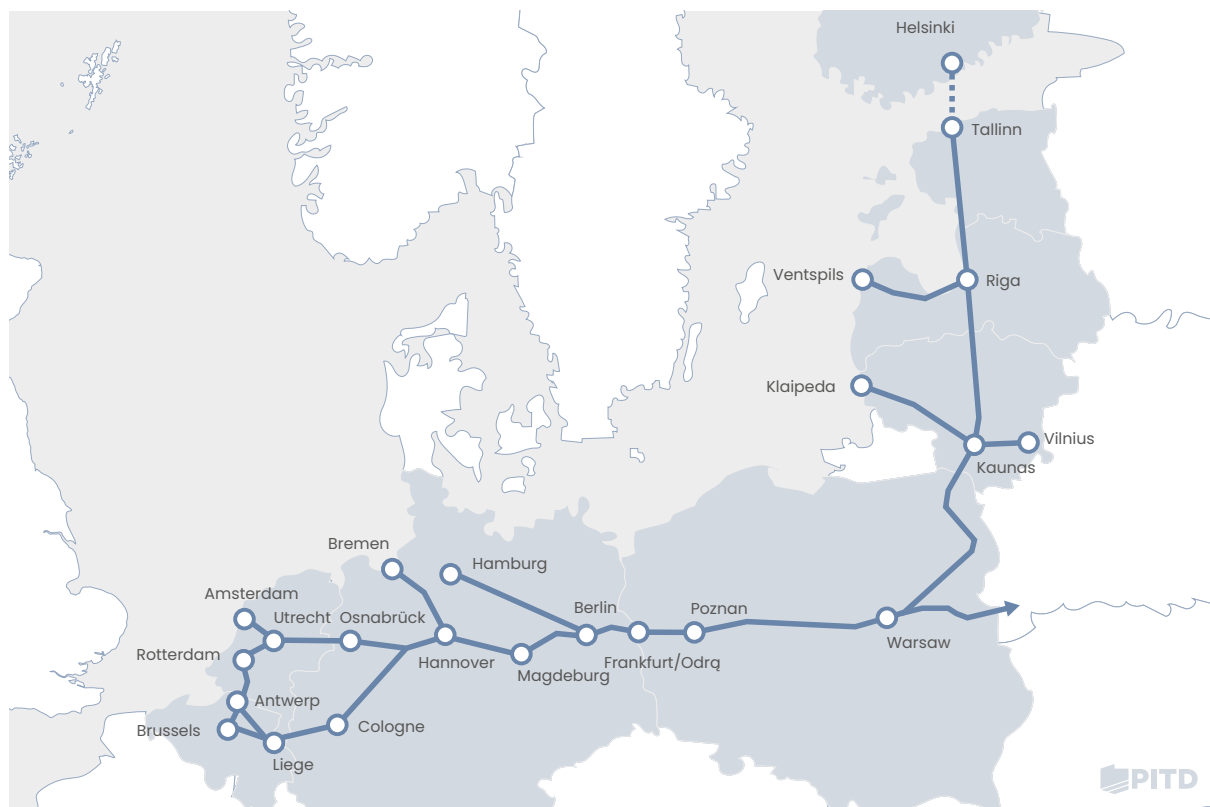 Helsinki
Tallinn
Ventspils
Riga
Klaipeda
Vilnius
Kaunas
Bremen
Hamburg
Amsterdam
Utrecht
Osnabrück
Berlin
Poznan
Rotterdam
Hannover
Frankfurt/Odrą
Warsaw
Magdeburg
Antwerp
Brussels
Cologne
Liege
PITD